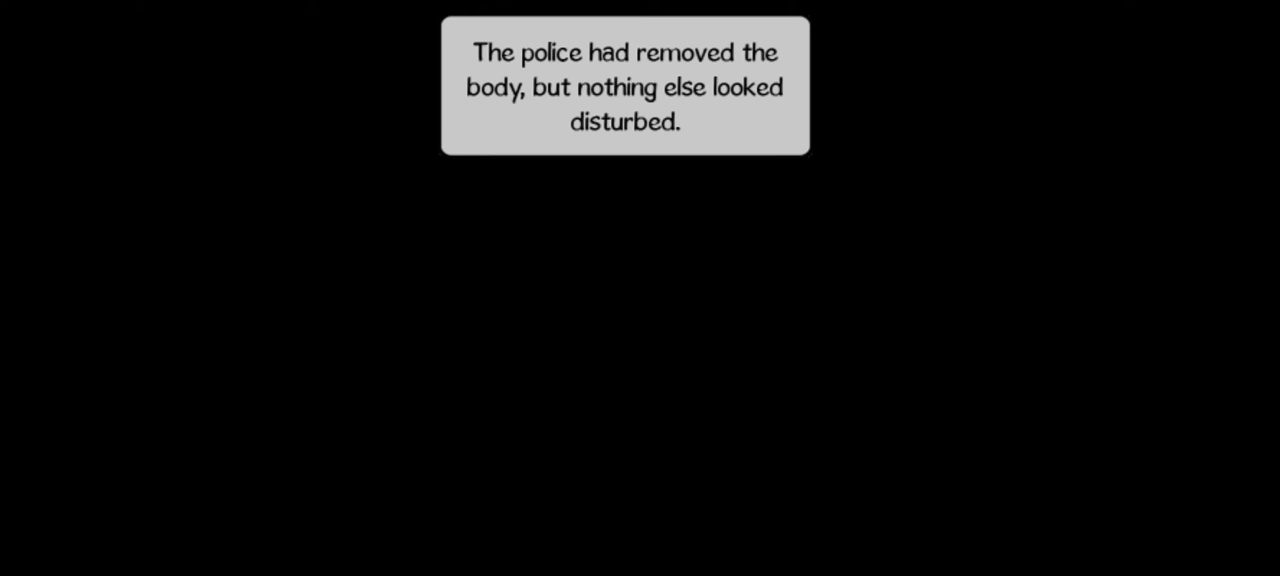 The police had removed the
body, but nothing else looked
disturbed.